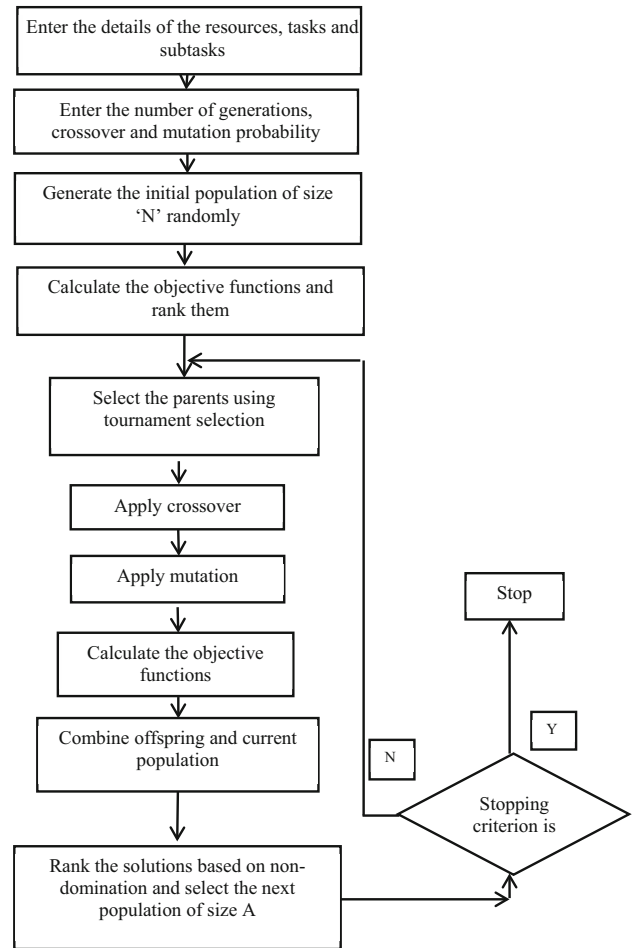 Enter the details of the resources, tasks and
subtasks
Enter the number of generations,
crossover and mutation probability
Generate the initial population of size
‘N’ randomly
Calculate the objective functions and
rank them
Select the parents using
tournament selection
Apply crossover
Apply mutation
Calculate the objective
functions
Combine offspring and current
population
Rank the solutions based on non-
domination and select the next
population of size A
Stopping
criterion is
N
Y
Stop